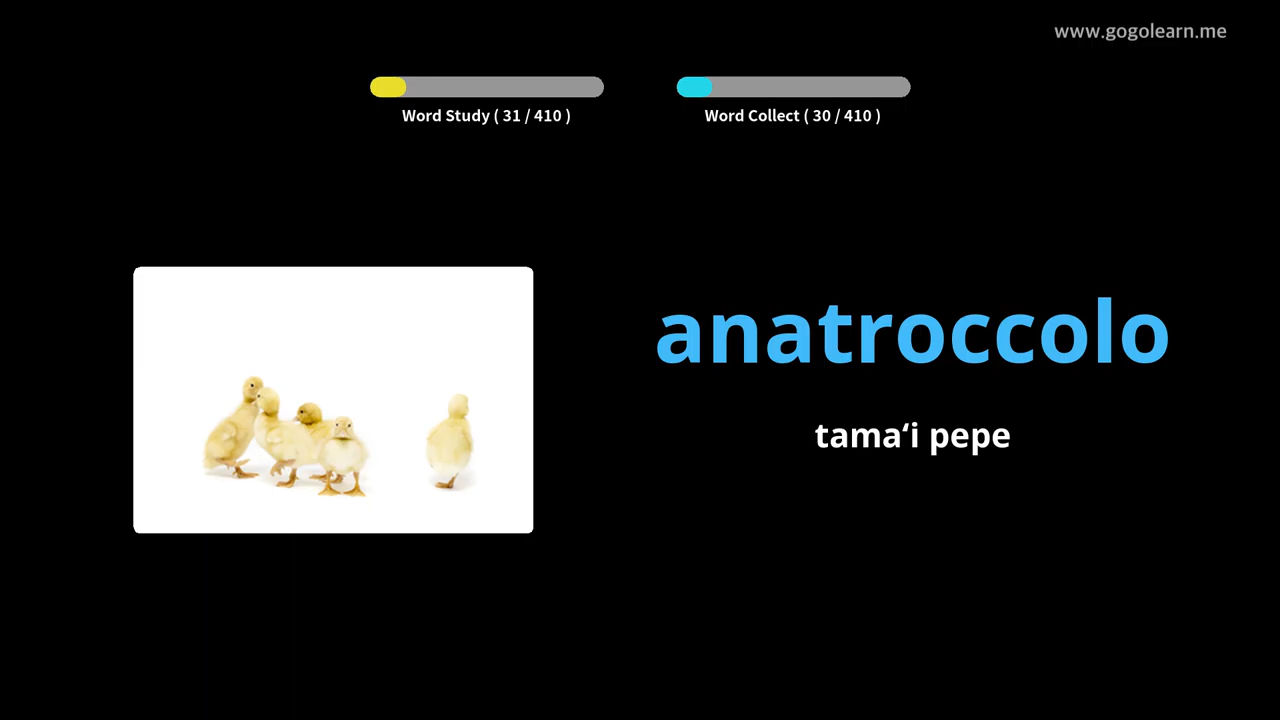 www.gogolearn.me
Word Study ( 31 / 410 )
Word Collect ( 30 / 410 )
anatroccolo
tama‘i pepe